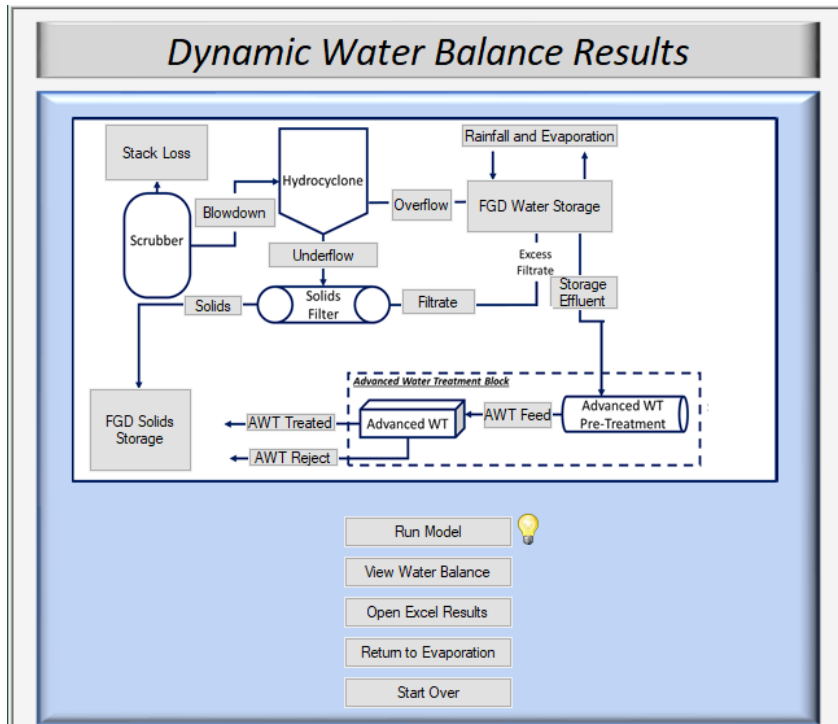 Dynamic Water Balance Results
Stack Loss
Hydrocyclone
Rainfall and Evaporation
Scrubber
Blowdown
Overflow
FGD Water Storage
Underflow
Excess
Filtrate
Storage
Effluent
Solids
Solids
Filter
Filtrate
Advanced Water Treatment Block
FGD Solids
Storage
AWT Treated
Advanced WT
AWT Feed
Advanced WT
Pre-Treatment
AWT Reject
Run Model
View Water Balance
Open Excel Results
Return to Evaporation
Start Over